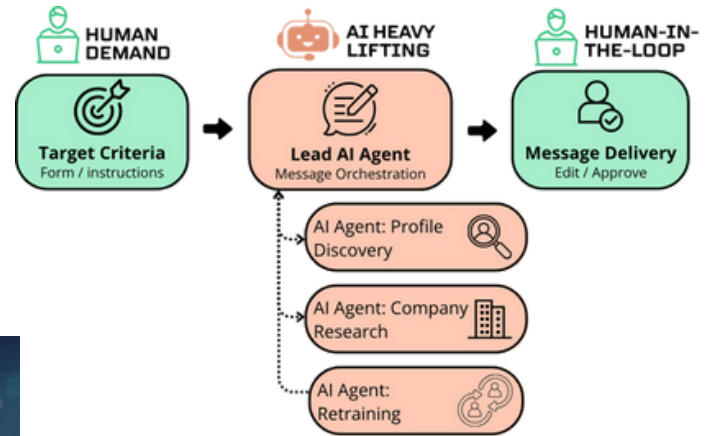 HUMAN
DEMAND
AI HEAVY
LIFTING
HUMAN-IN-
THE-LOOP
Target Criteria
Form / instructions
Lead AI Agent
Message Orchestration
Message Delivery
Edit / Approve
AI Agent: Profile
Discovery
AI Agent: Company
Research
AI Agent:
Retraining